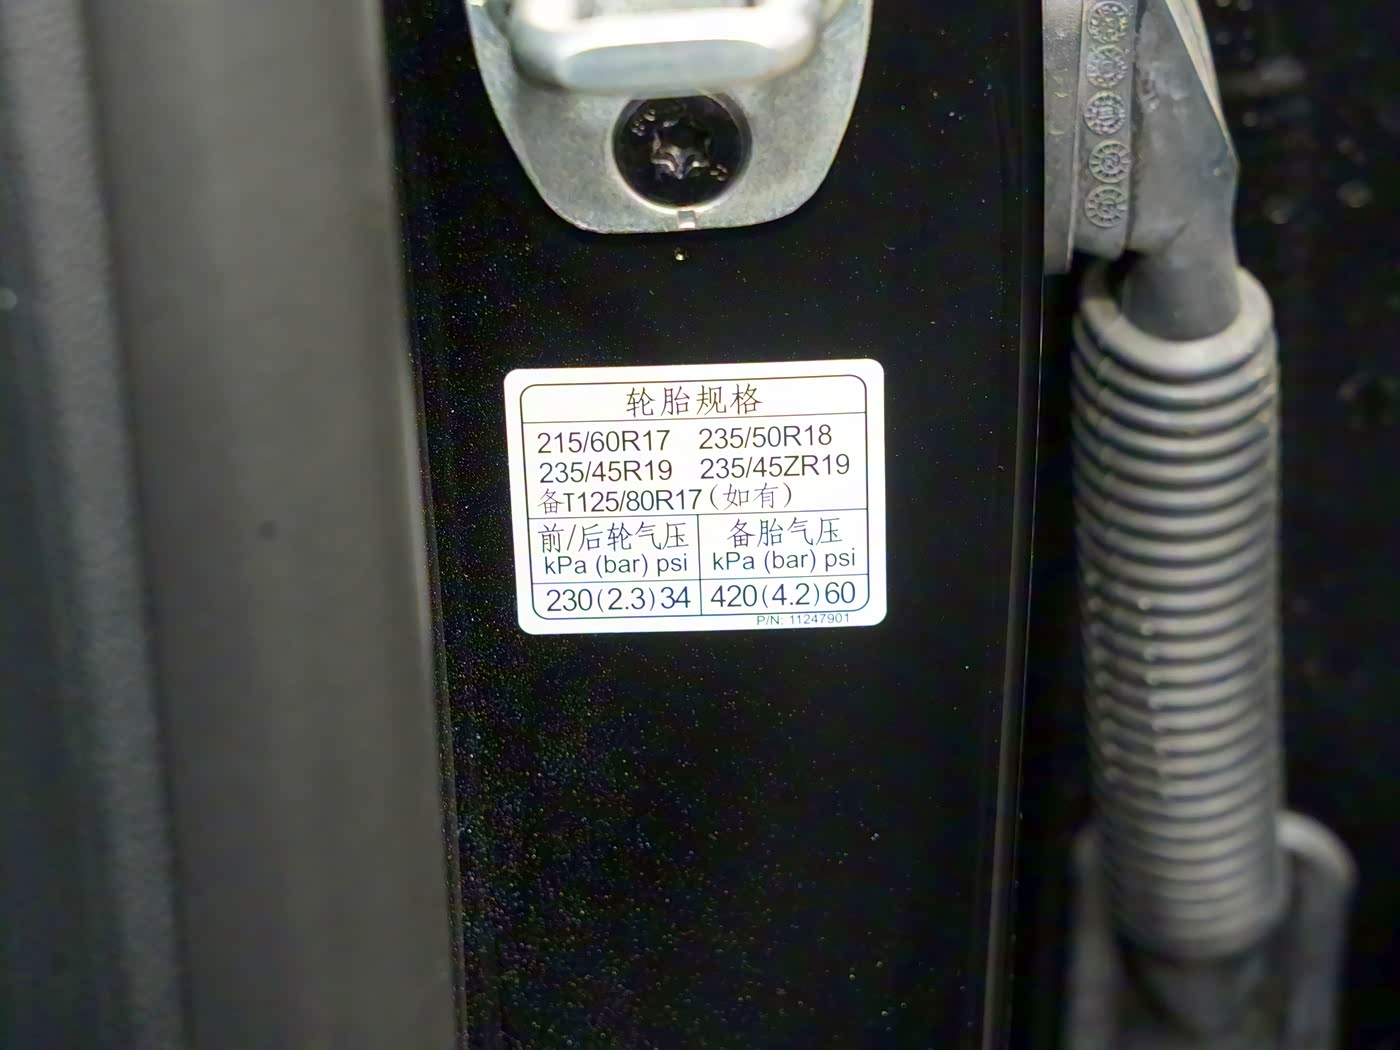 轮胎规格
215/60R17 235/50R18
235/45R19 235/45ZR19
备T125/80R17(如有)
前/后轮气压 备胎气压
kPa (bar) psi kPa (bar) psi
230(2.3)34 420(4.2)60
P/N: 11247901